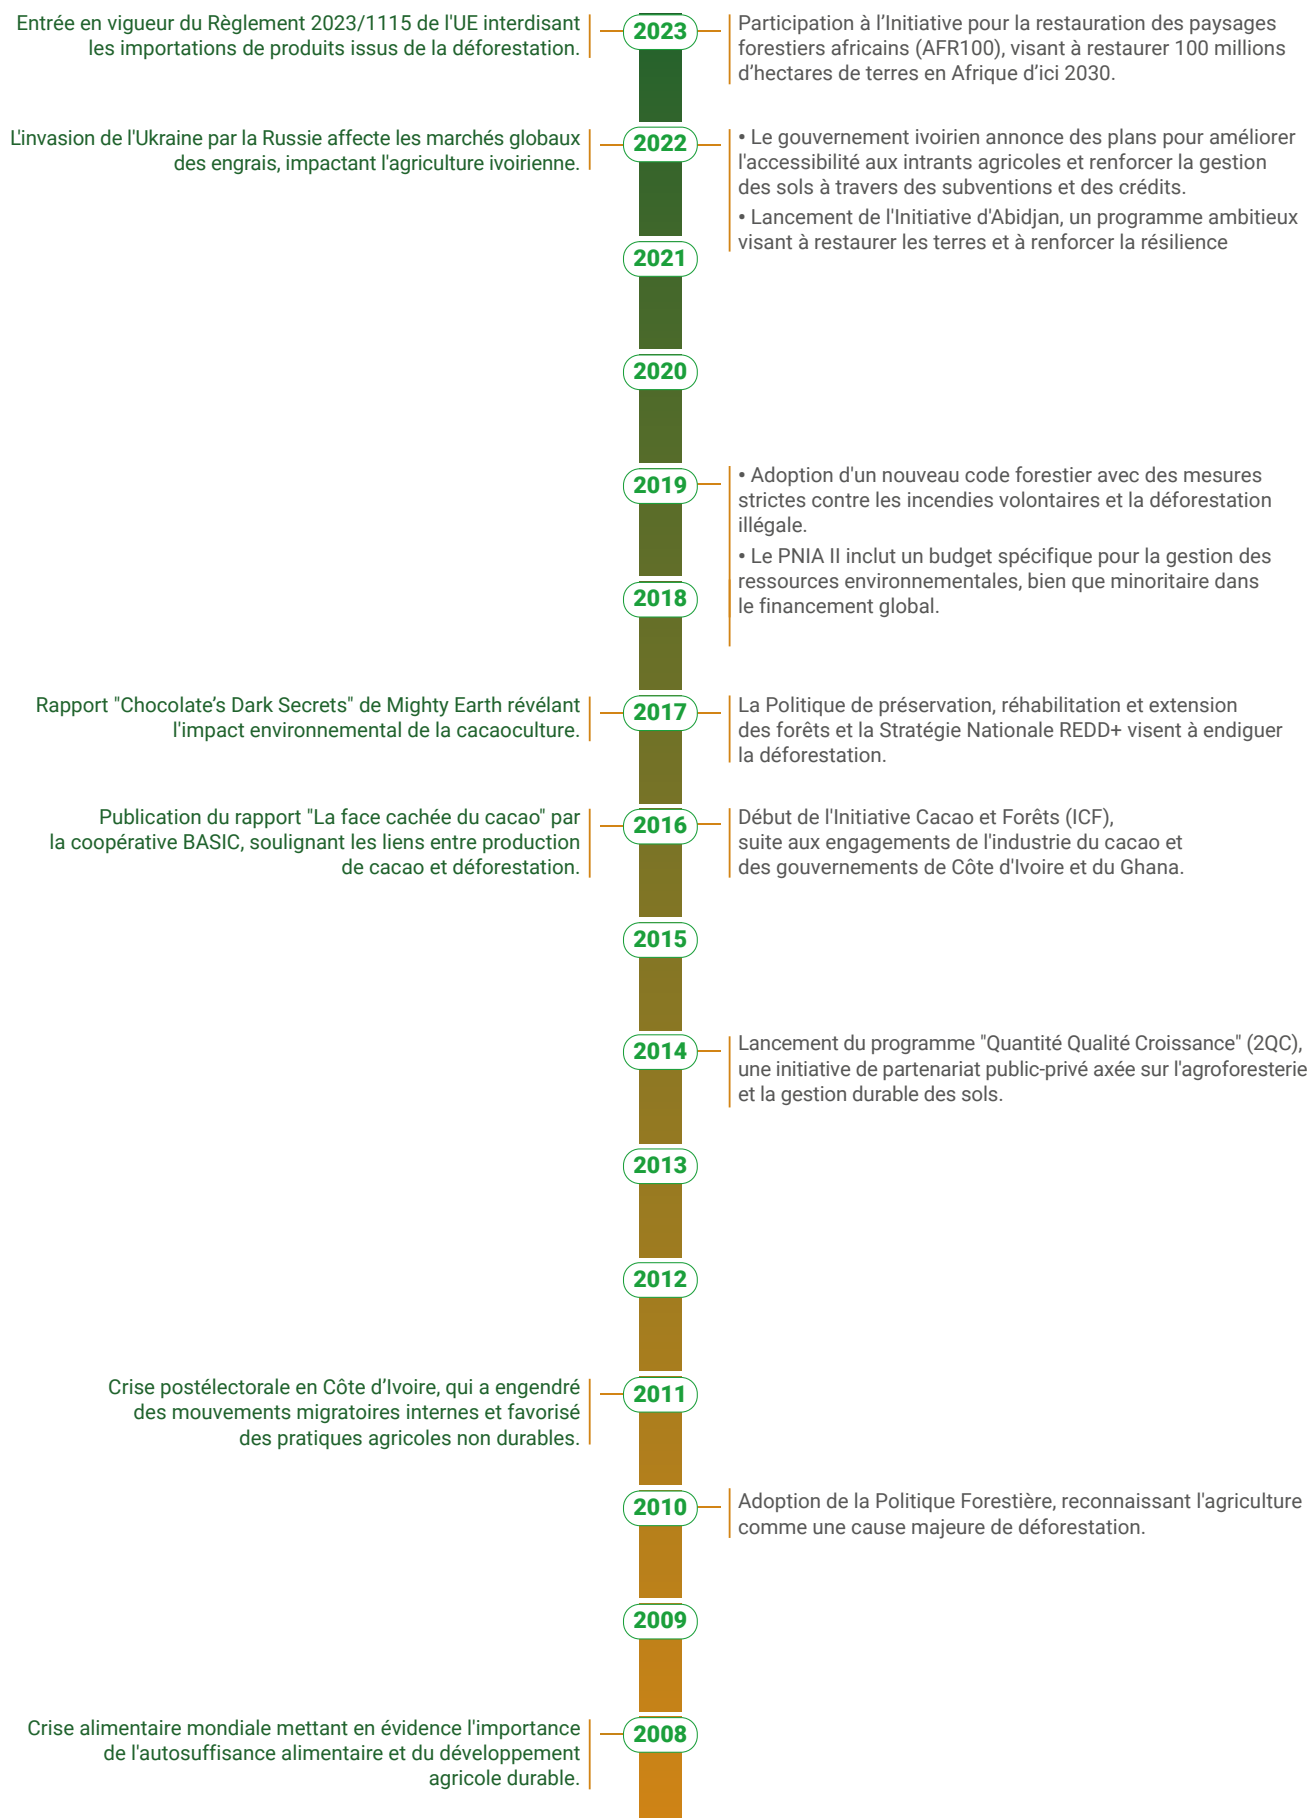 Entrée en vigueur du Règlement 2023/1115 de l'UE interdisant
les importations de produits issus de la déforestation.
2023
Participation à l’Initiative pour la restauration des paysages
forestiers africains (AFR100), visant à restaurer 100 millions
d’hectares de terres en Afrique d’ici 2030.
L'invasion de l'Ukraine par la Russie affecte les marchés globaux
des engrais, impactant l'agriculture ivoirienne.
2022
• Le gouvernement ivoirien annonce des plans pour améliorer
l'accessibilité aux intrants agricoles et renforcer la gestion
des sols à travers des subventions et des crédits.
• Lancement de l'Initiative d'Abidjan, un programme ambitieux
visant à restaurer les terres et à renforcer la résilience
2021
2020
2019
• Adoption d'un nouveau code forestier avec des mesures
strictes contre les incendies volontaires et la déforestation
illégale.
• Le PNIA II inclut un budget spécifique pour la gestion des
ressources environnementales, bien que minoritaire dans
le financement global.
2018
Rapport "Chocolate’s Dark Secrets" de Mighty Earth révélant
l'impact environnemental de la cacaoculture.
2017
La Politique de préservation, réhabilitation et extension
des forêts et la Stratégie Nationale REDD+ visent à endiguer
la déforestation.
Publication du rapport "La face cachée du cacao" par
la coopérative BASIC, soulignant les liens entre production
de cacao et déforestation.
2016
Début de l'Initiative Cacao et Forêts (ICF),
suite aux engagements de l'industrie du cacao et
des gouvernements de Côte d'Ivoire et du Ghana.
2015
2014
Lancement du programme "Quantité Qualité Croissance" (2QC),
une initiative de partenariat public-privé axée sur l'agroforesterie
et la gestion durable des sols.
2013
2012
Crise postélectorale en Côte d’Ivoire, qui a engendré
des mouvements migratoires internes et favorisé
des pratiques agricoles non durables.
2011
2010
Adoption de la Politique Forestière, reconnaissant l'agriculture
comme une cause majeure de déforestation.
2009
Crise alimentaire mondiale mettant en évidence l'importance
de l'autosuffisance alimentaire et du développement
agricole durable.
2008